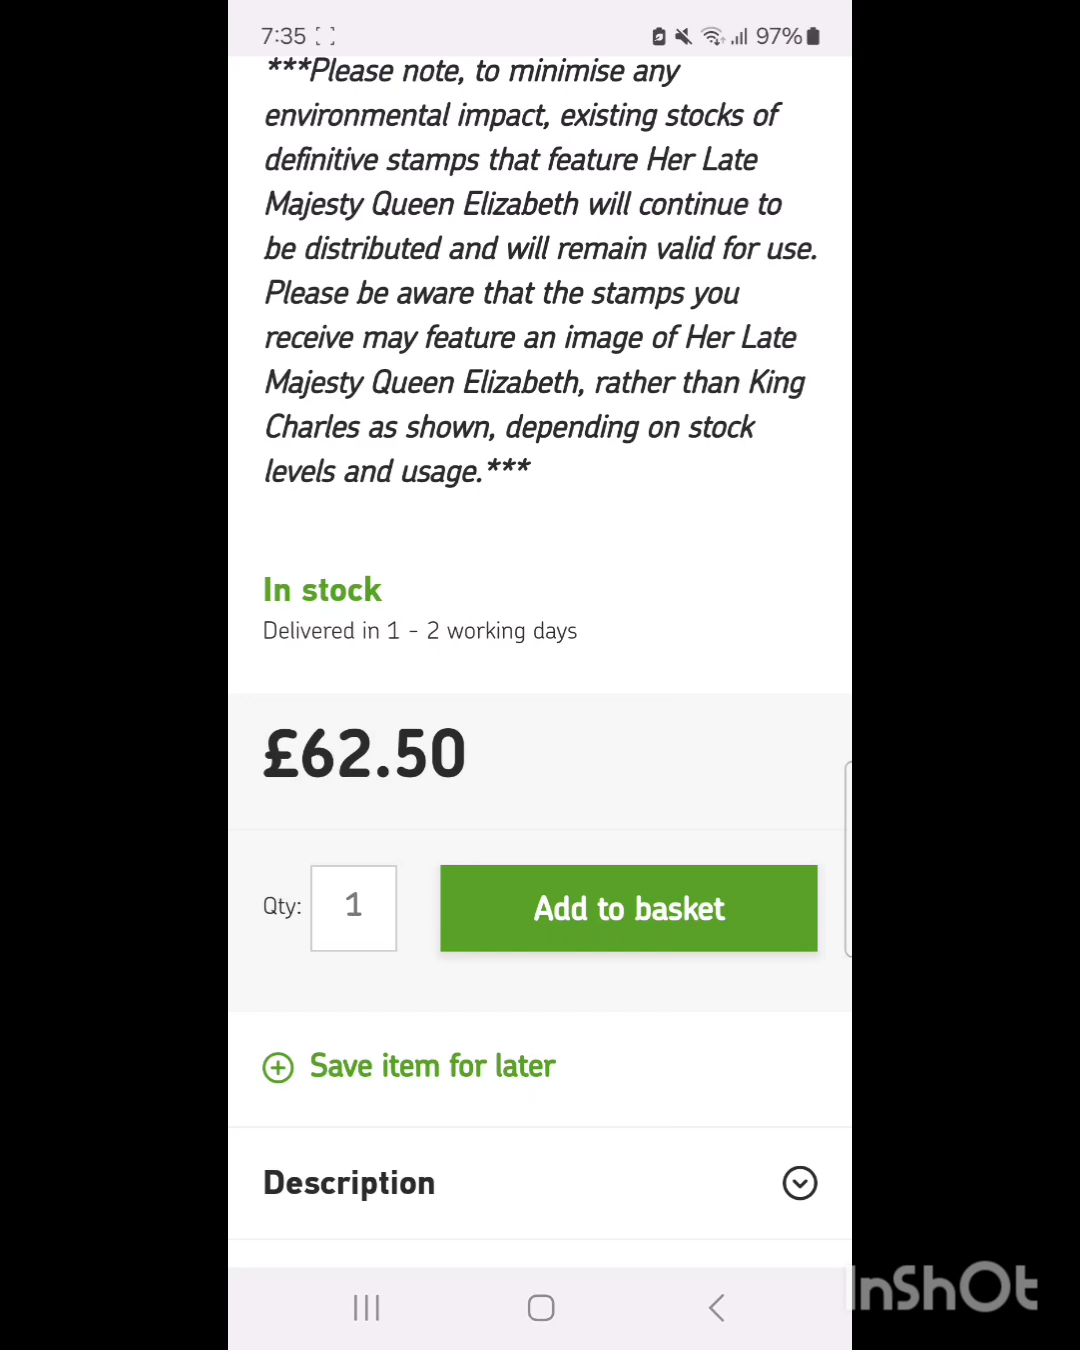 7:35 97%
***Please note, to minimise any
environmental impact, existing stocks of
definitive stamps that feature Her Late
Majesty Queen Elizabeth will continue to
be distributed and will remain valid for use.
Please be aware that the stamps you
receive may feature an image of Her Late
Majesty Queen Elizabeth, rather than King
Charles as shown, depending on stock
levels and usage.***
In stock
Delivered in 1 - 2 working days
£62.50
Qty: 1 Add to basket
Save item for later
Description
InShOt